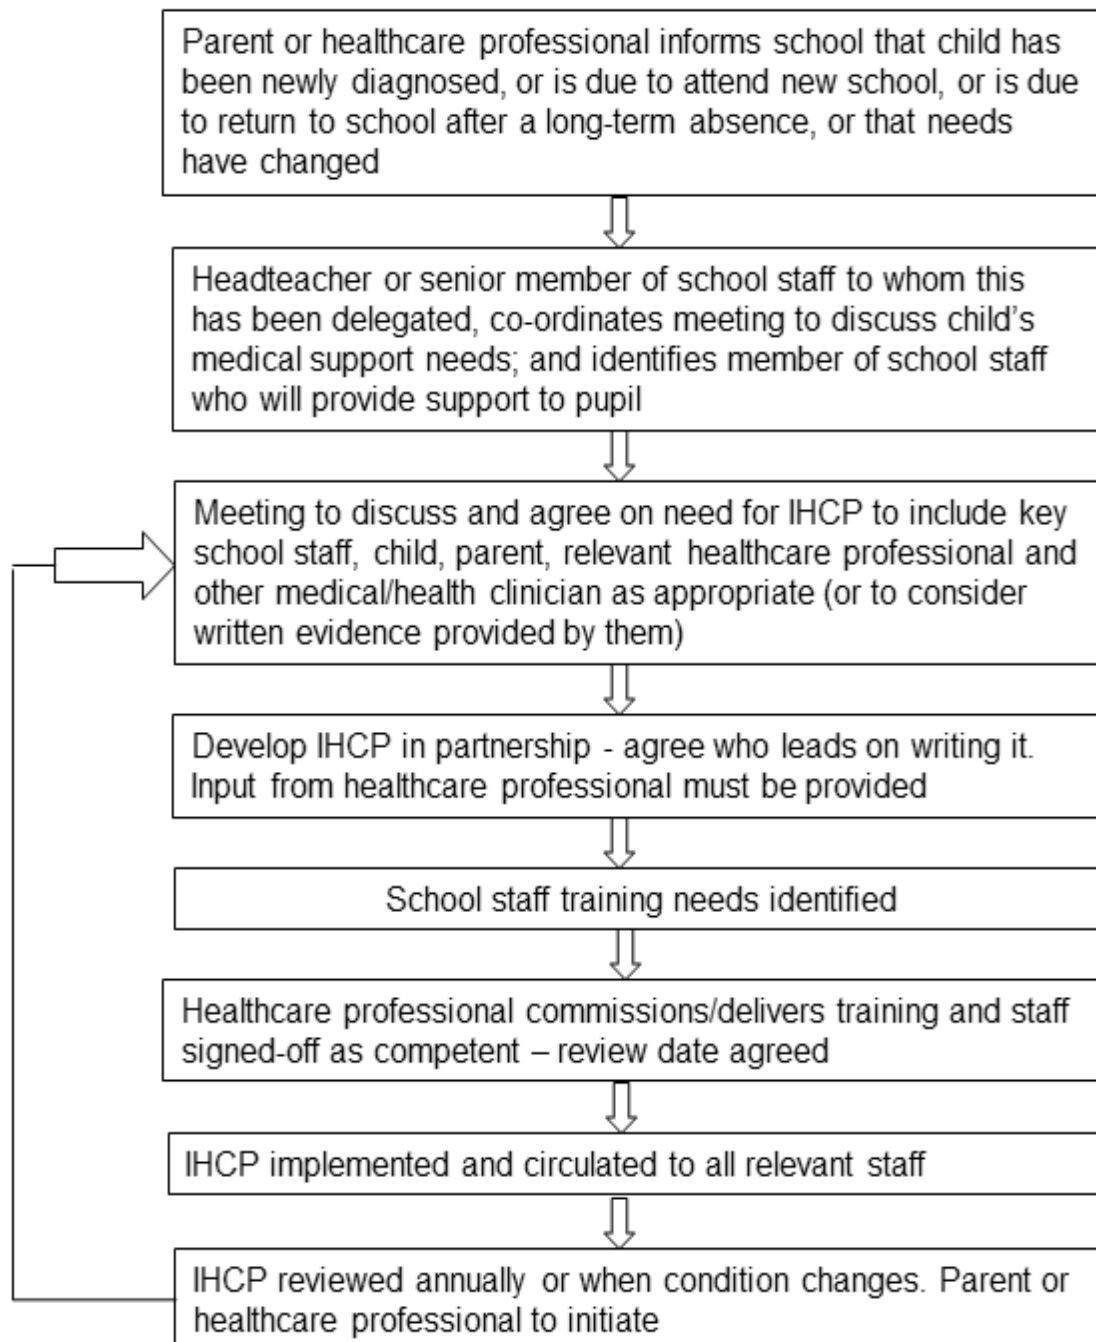 Parent or healthcare professional informs school that child has
been newly diagnosed, or is due to attend new school, or is due
to return to school after a long-term absence, or that needs
have changed
Headteacher or senior member of school staff to whom this
has been delegated, co-ordinates meeting to discuss child's
medical support needs; and identifies member of school staff
who will provide support to pupil
Meeting to discuss and agree on need for IHCP to include key
school staff, child, parent, relevant healthcare professional and
other medical/health clinician as appropriate (or to consider
written evidence provided by them)
Develop IHCP in partnership - agree who leads on writing it.
Input from healthcare professional must be provided
School staff training needs identified
Healthcare professional commissions/delivers training and staff
signed-off as competent – review date agreed
IHCP implemented and circulated to all relevant staff
IHCP reviewed annually or when condition changes. Parent or
healthcare professional to initiate